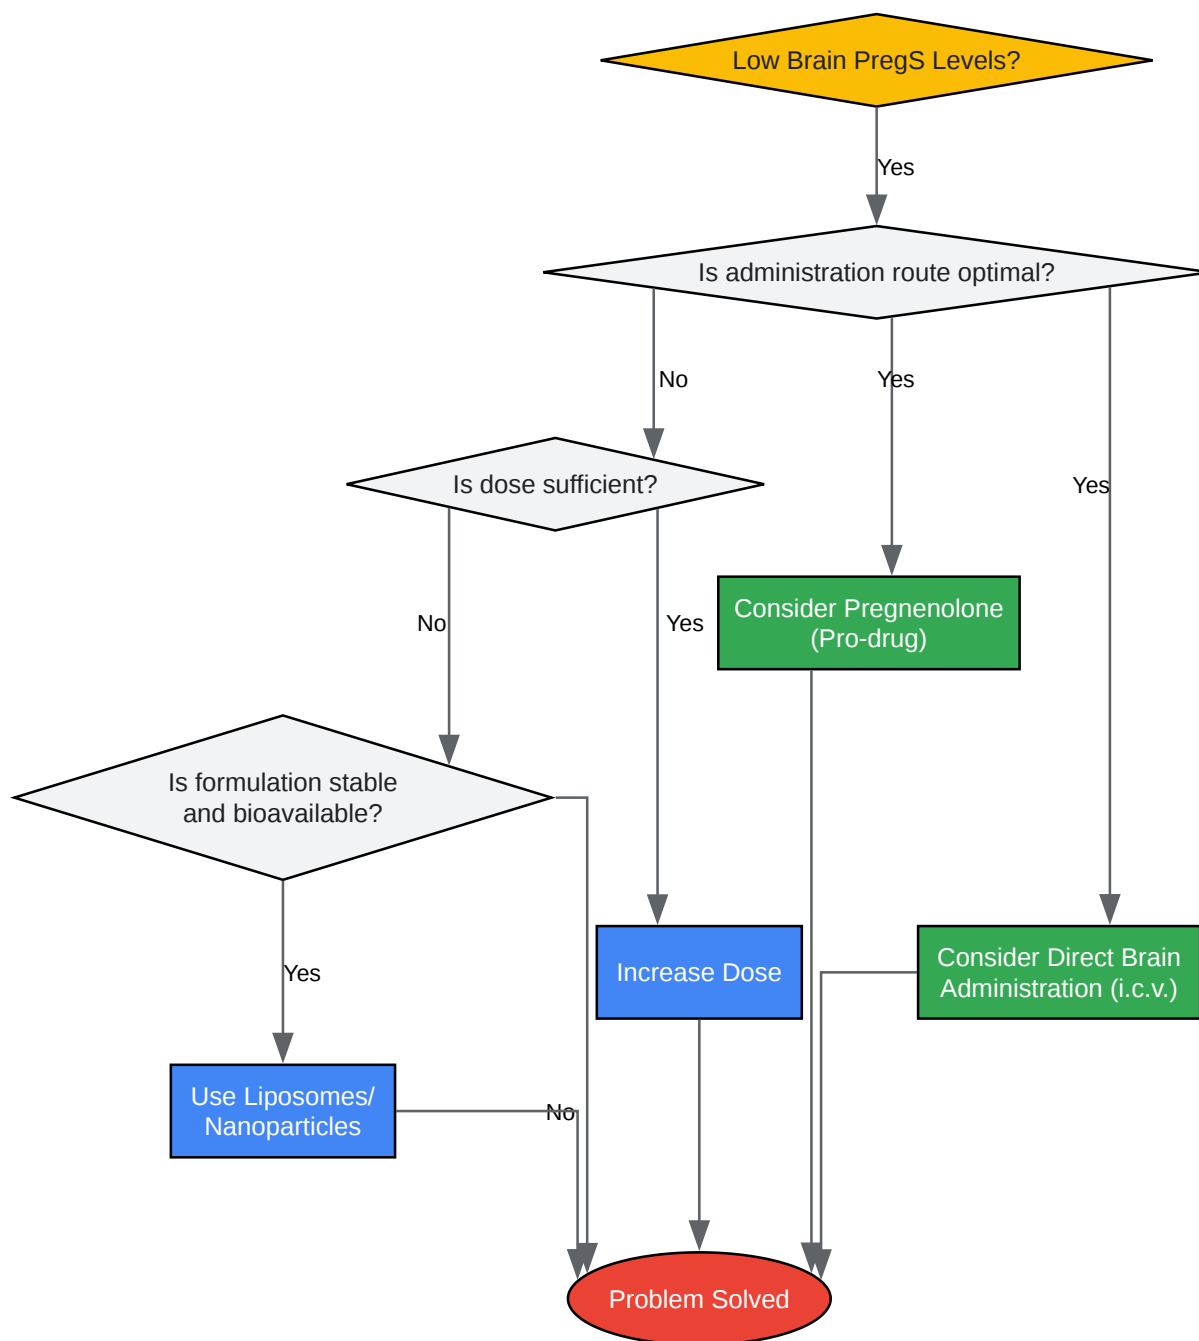 Low Brain PregS Levels?
Yes
Is administration route optimal?
No
Yes
Is dose sufficient?
Yes
Consider Pregnenolone
(Pro-drug)
No
Yes
Is formulation stable
and bioavailable?
Increase Dose
Consider Direct Brain
Administration (i.c.v.)
Yes
Use Liposomes/
Nanoparticles
No
Problem Solved